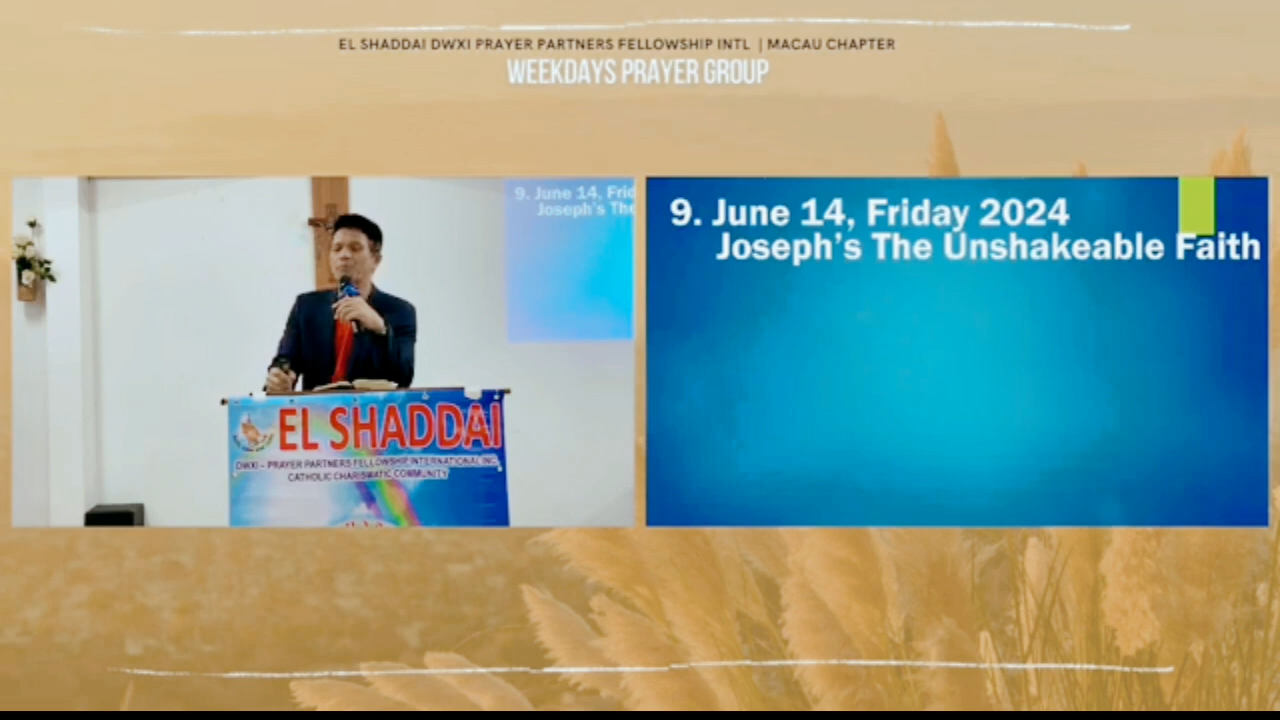 EL SHADDAI DWXI PRAYER PARTNERS FELLOWSHIP INTL | MACAU CHAPTER
WEEKDAYS PRAYER GROUP
9. June 14, Frid
Joseph's The
EL SHADDAI
DWXI – PRAYER PARTNERS FELLOWSHIP INTERNATIONAL INC.
CATHOLIC CHARISMATIC COMMUNITY
9. June 14, Friday 2024
Joseph's The Unshakeable Faith